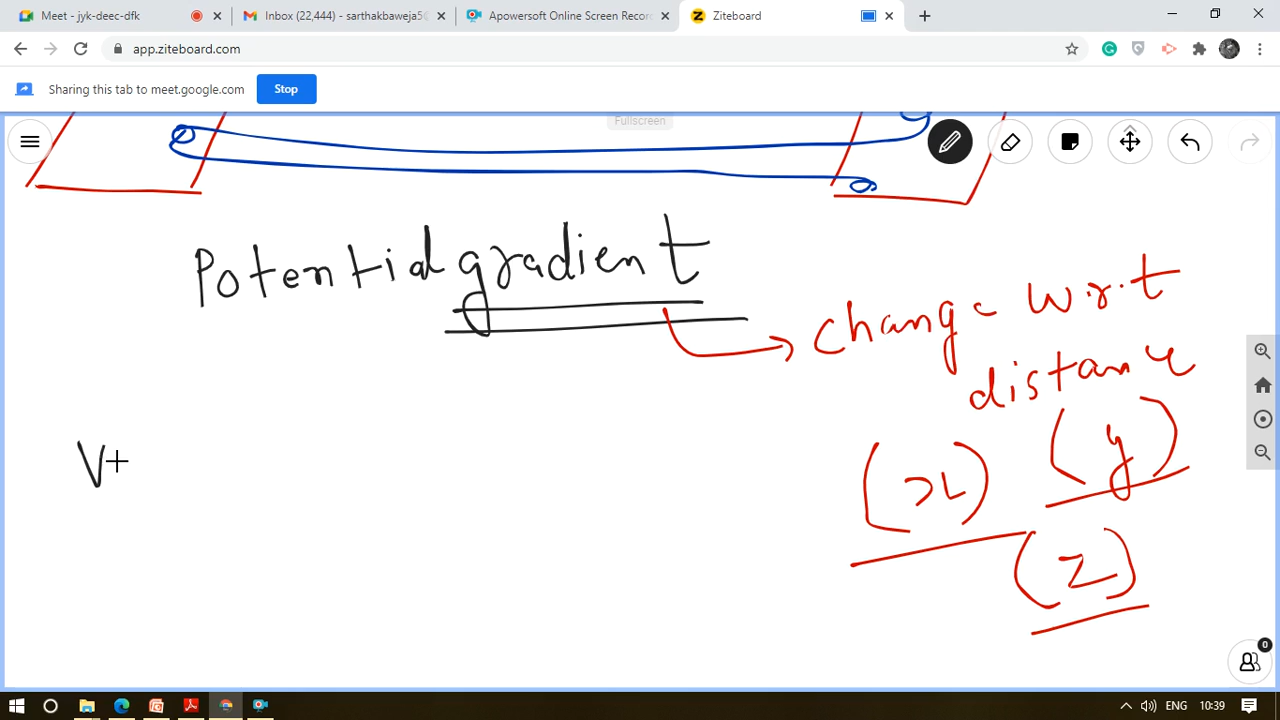 Meet - jyk-deec-dfk
Inbox (22,444) - sarthakbaweja5
Apowersoft Online Screen Recor
Ziteboard
app.ziteboard.com
Sharing this tab to meet.google.com
Stop
Fullscreen
Potential gradient
change w.r.t
distance
(x) (y)
(z)
V
0
ENG 10:39